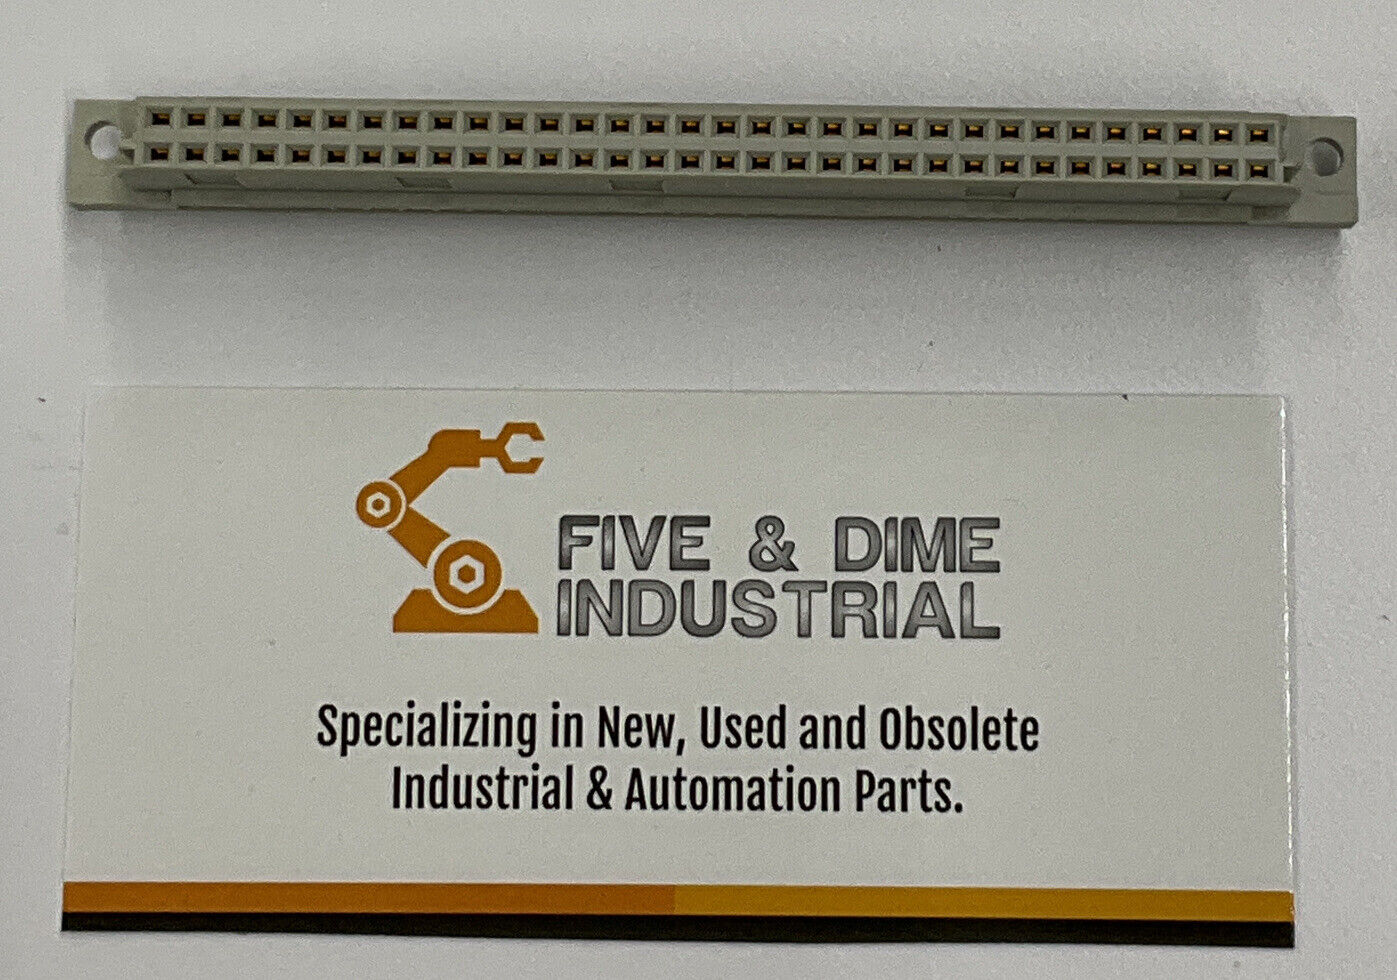 FIVE & DIME
INDUSTRIAL
Specializing in New, Used and Obsolete
Industrial & Automation Parts.